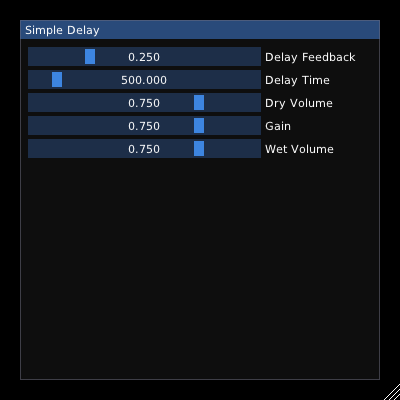 Simple Delay
0.250 Delay Feedback
500.000 Delay Time
0.750 Dry Volume
0.750 Gain
0.750 Wet Volume